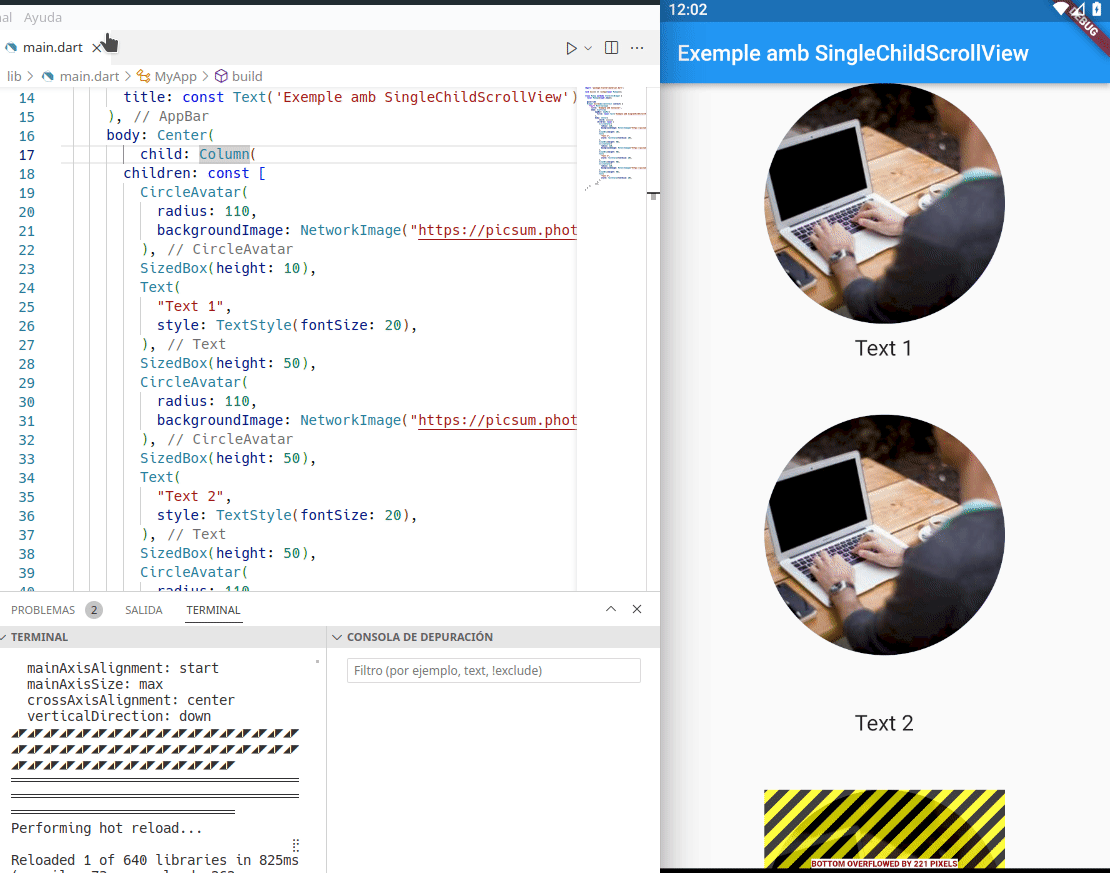 al Ayuda
main.dart
lib > main.dart > MyApp > build
14 title: const Text('Exemple amb SingleChildScrollView')
15 ), // AppBar
16 body: Center(
17 child: Column(
18 children: const [
19 CircleAvatar(
20 radius: 110,
21 backgroundImage: NetworkImage("https://picsum.phot
22 ), // CircleAvatar
23 SizedBox(height: 10),
24 Text(
25 "Text 1",
26 style: TextStyle(fontSize: 20),
27 ), // Text
28 SizedBox(height: 50),
29 CircleAvatar(
30 radius: 110,
31 backgroundImage: NetworkImage("https://picsum.phot
32 ), // CircleAvatar
33 SizedBox(height: 50),
34 Text(
35 "Text 2",
36 style: TextStyle(fontSize: 20),
37 ), // Text
38 SizedBox(height: 50),
39 CircleAvatar(
40 radius: 110
PROBLEMAS 2 SALIDA TERMINAL
TERMINAL
mainAxisAlignment: start
mainAxisSize: max
crossAxisAlignment: center
verticalDirection: down
Performing hot reload...
Reloaded 1 of 640 libraries in 825ms
CONSOLA DE DEPURACIÓN
Filtro (por ejemplo, text, !exclude)
12:02
DEBUG
Exemple amb SingleChildScrollView
Text 1
Text 2
BOTTOM OVERFLOWED BY 221 PIXELS